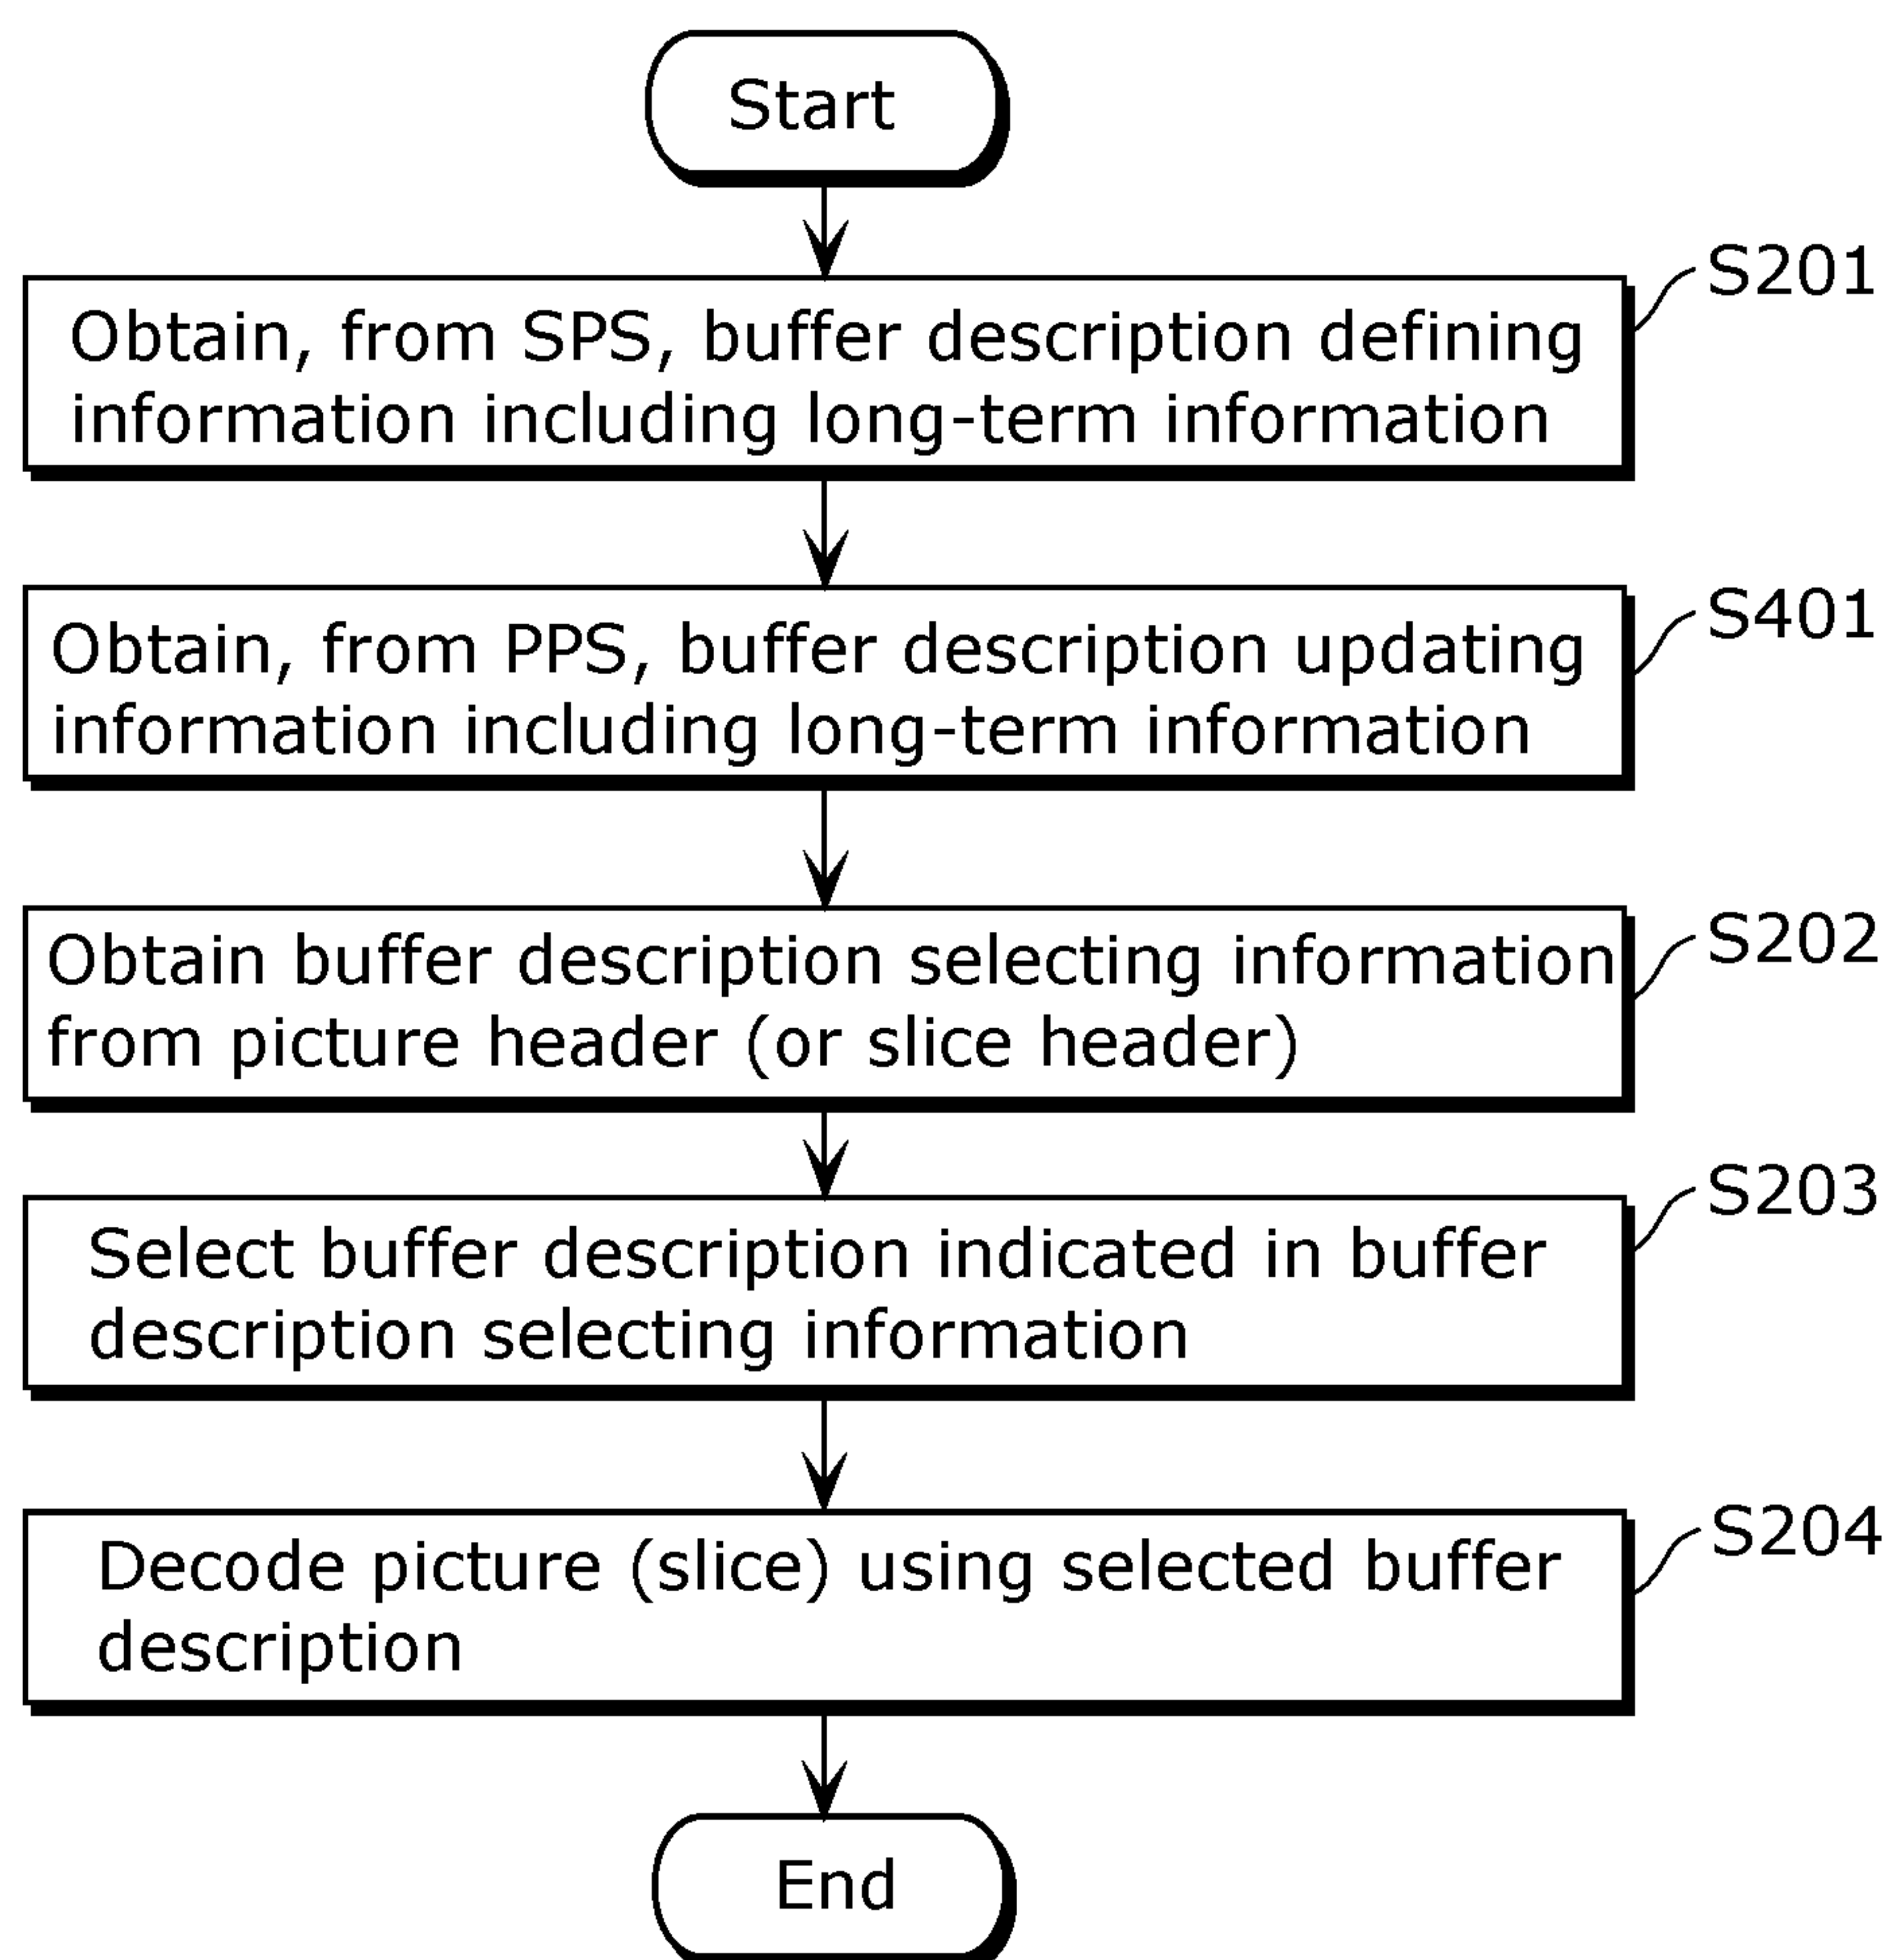 Start
S201
Obtain, from SPS, buffer description defining
information including long-term information
S401
Obtain, from PPS, buffer description updating
information including long-term information
S202
Obtain buffer description selecting information
from picture header (or slice header)
S203
Select buffer description indicated in buffer
description selecting information
S204
Decode picture (slice) using selected buffer
description
End